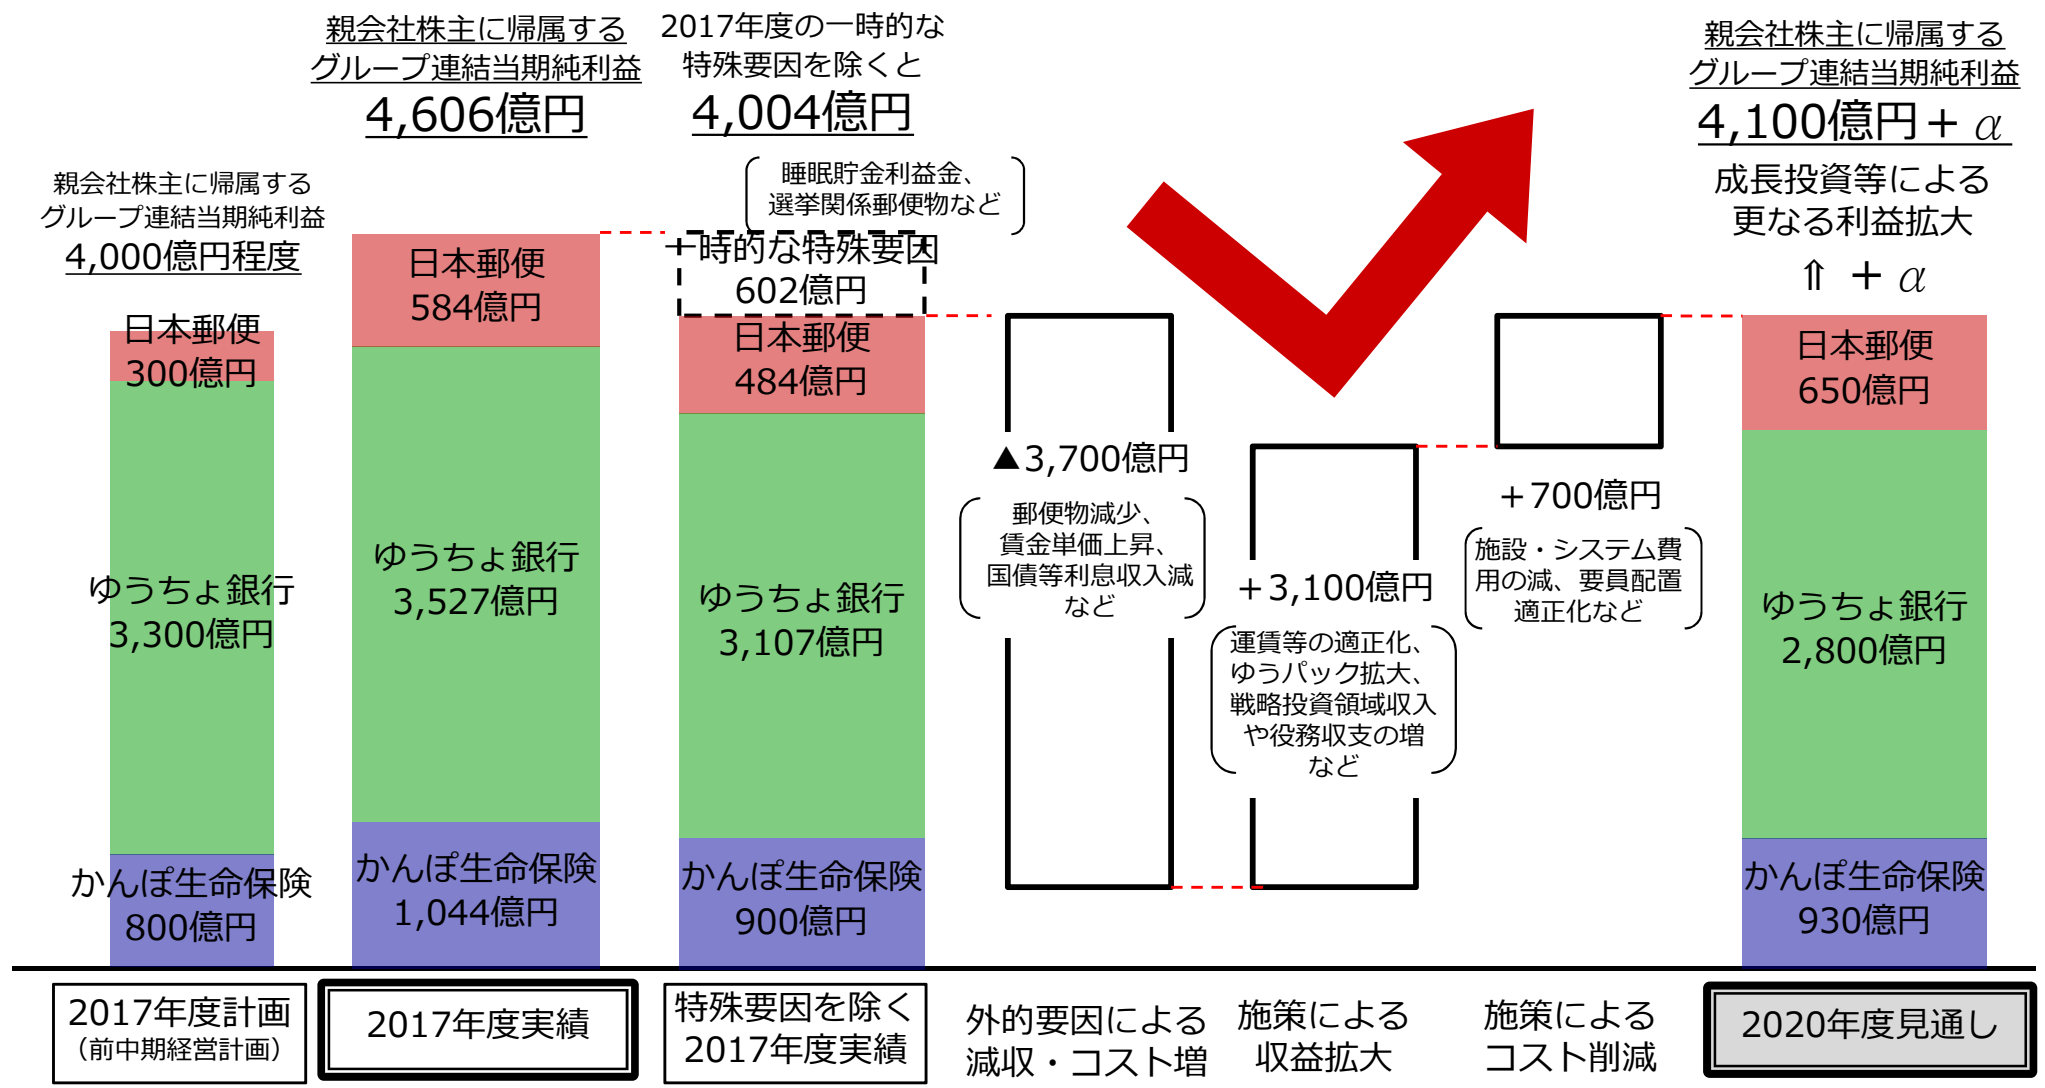 親会社株主に帰属する
グループ連結当期純利益
4,000億円程度
日本郵便
300億円
ゆうちょ銀行
3,300億円
かんぽ生命保険
800億円
2017年度計画
（前中期経営計画）
親会社株主に帰属する
グループ連結当期純利益
4,606億円
日本郵便
584億円
ゆうちょ銀行
3,527億円
かんぽ生命保険
1,044億円
2017年度実績
2017年度の一時的な
特殊要因を除くと
4,004億円
睡眠貯金利益金、
選挙関係郵便物など
一時的な特殊要因
602億円
日本郵便
484億円
ゆうちょ銀行
3,107億円
かんぽ生命保険
900億円
特殊要因を除く
2017年度実績
▲3,700億円
郵便物減少、
賃金単価上昇、
国債等利息収入減
など
外的要因による
減収・コスト増
＋3,100億円
運賃等の適正化、
ゆうパック拡大、
戦略投資領域収入
や役務収支の増
など
施策による
収益拡大
＋700億円
施設・システム費
用の減、要員配置
適正化など
施策による
コスト削減
親会社株主に帰属する
グループ連結当期純利益
4,100億円＋α
成長投資等による
更なる利益拡大
⇑ ＋α
日本郵便
650億円
ゆうちょ銀行
2,800億円
かんぽ生命保険
930億円
2020年度見通し